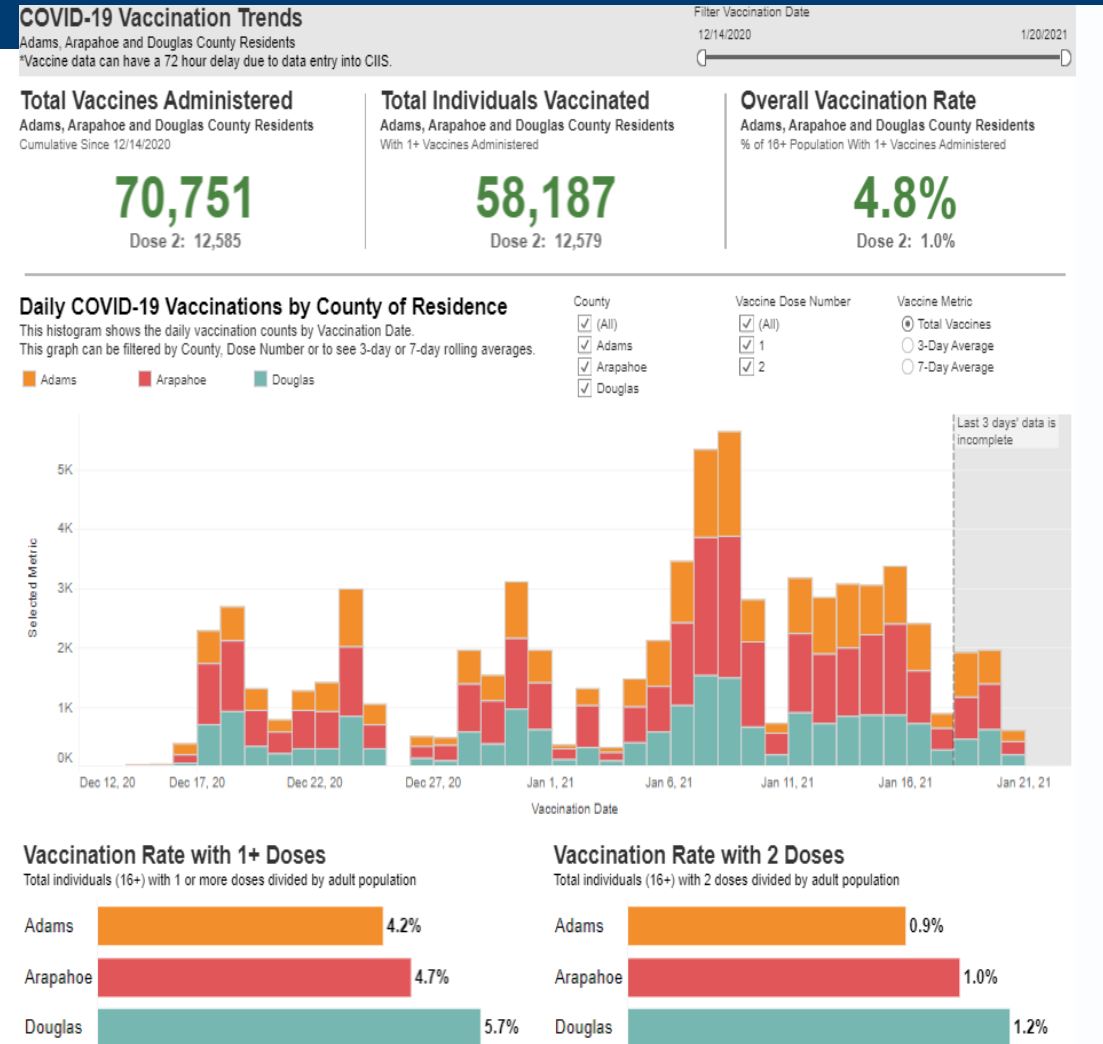 COVID-19 Vaccination Trends
Adams, Arapahoe and Douglas County Residents
*Vaccine data can have a 72 hour delay due to data entry into CIIS.
Filter Vaccination Date
12/14/2020
1/20/2021
Total Vaccines Administered
Adams, Arapahoe and Douglas County Residents
Cumulative Since 12/14/2020
70,751
Dose 2: 12,585
Total Individuals Vaccinated
Adams, Arapahoe and Douglas County Residents
With 1+ Vaccines Administered
58,187
Dose 2: 12,579
Overall Vaccination Rate
Adams, Arapahoe and Douglas County Residents
% of 16+ Population With 1+ Vaccines Administered
4.8%
Dose 2: 1.0%
Daily COVID-19 Vaccinations by County of Residence
This histogram shows the daily vaccination counts by Vaccination Date.
This graph can be filtered by County, Dose Number or to see 3-day or 7-day rolling averages.
Adams
Arapahoe
Douglas
County
(All)
Adams
Arapahoe
Douglas
Vaccine Dose Number
(All)
1
2
Vaccine Metric
Total Vaccines
3-Day Average
7-Day Average
Last 3 days' data is
incomplete
Selected Metric
5K
4K
3K
2K
1K
0K
Dec 12, 20
Dec 17, 20
Dec 22, 20
Dec 27, 20
Jan 1, 21
Jan 6, 21
Jan 11, 21
Jan 16, 21
Jan 21, 21
Vaccination Date
Vaccination Rate with 1+ Doses
Total individuals (16+) with 1 or more doses divided by adult population
Adams
4.2%
Arapahoe
4.7%
Douglas
5.7%
Vaccination Rate with 2 Doses
Total individuals (16+) with 2 doses divided by adult population
Adams
0.9%
Arapahoe
1.0%
Douglas
1.2%